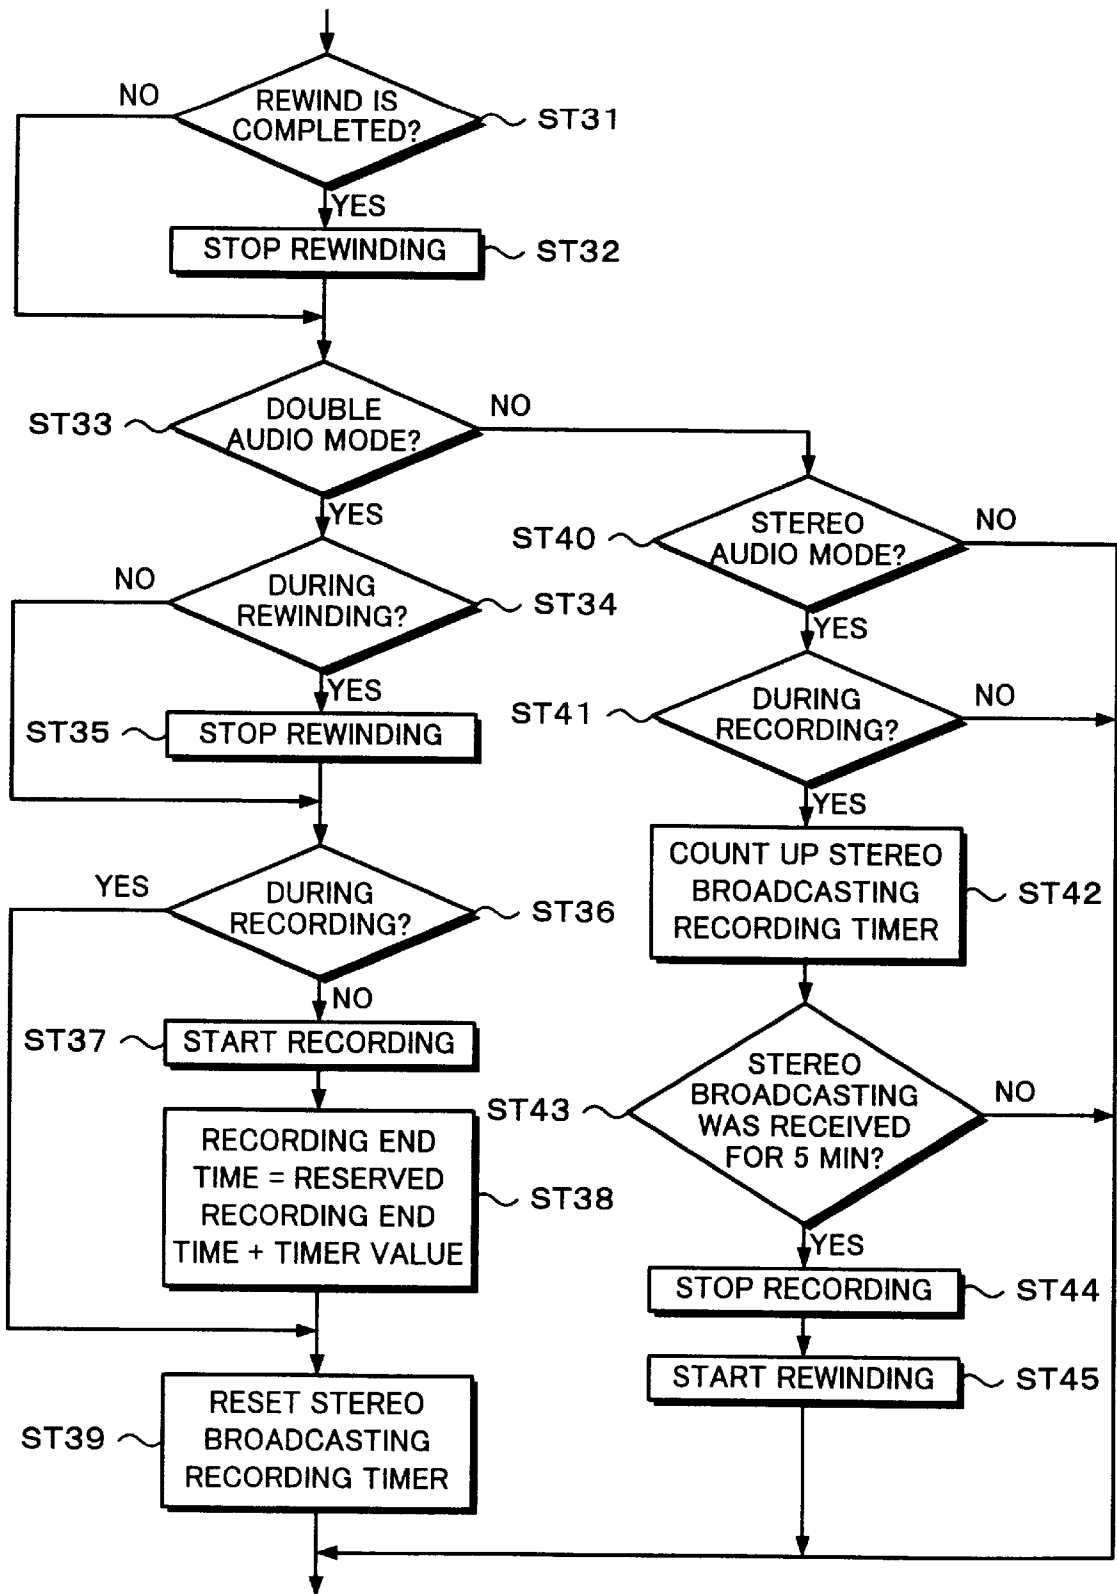 NO
REWIND IS
COMPLETED?
ST31
YES
STOP REWINDING
ST32
ST33
DOUBLE
AUDIO MODE?
NO
YES
ST40
STEREO
AUDIO MODE?
NO
NO
DURING
REWINDING?
ST34
YES
YES
ST35
STOP REWINDING
ST41
DURING
RECORDING?
NO
YES
YES
DURING
RECORDING?
ST36
COUNT UP STEREO
BROADCASTING
RECORDING TIMER
ST42
NO
ST37
START RECORDING
RECORDING END
TIME = RESERVED
RECORDING END
TIME + TIMER VALUE
ST38
ST43
STEREO
BROADCASTING
WAS RECEIVED
FOR 5 MIN?
NO
YES
STOP RECORDING
ST44
START REWINDING
ST45
ST39
RESET STEREO
BROADCASTING
RECORDING TIMER